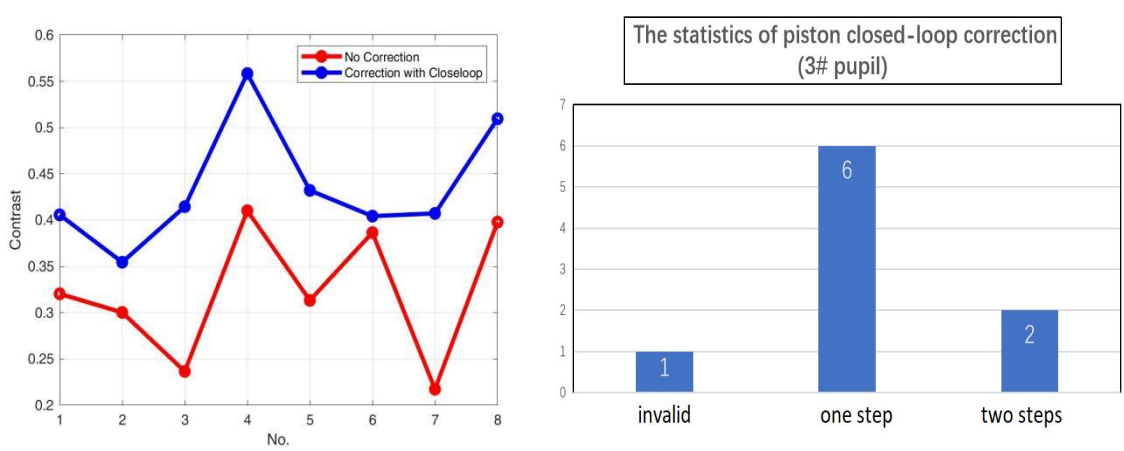 0.6
0.55
0.5
0.45
0.4
0.35
0.3
0.25
0.2
Contrast
1 2 3 4 5 6 7 8
No.
No Correction
Correction with Closeloop
The statistics of piston closed-loop correction
(3# pupil)
7
6
5
4
3
2
1
0
1
6
2
invalid one step two steps